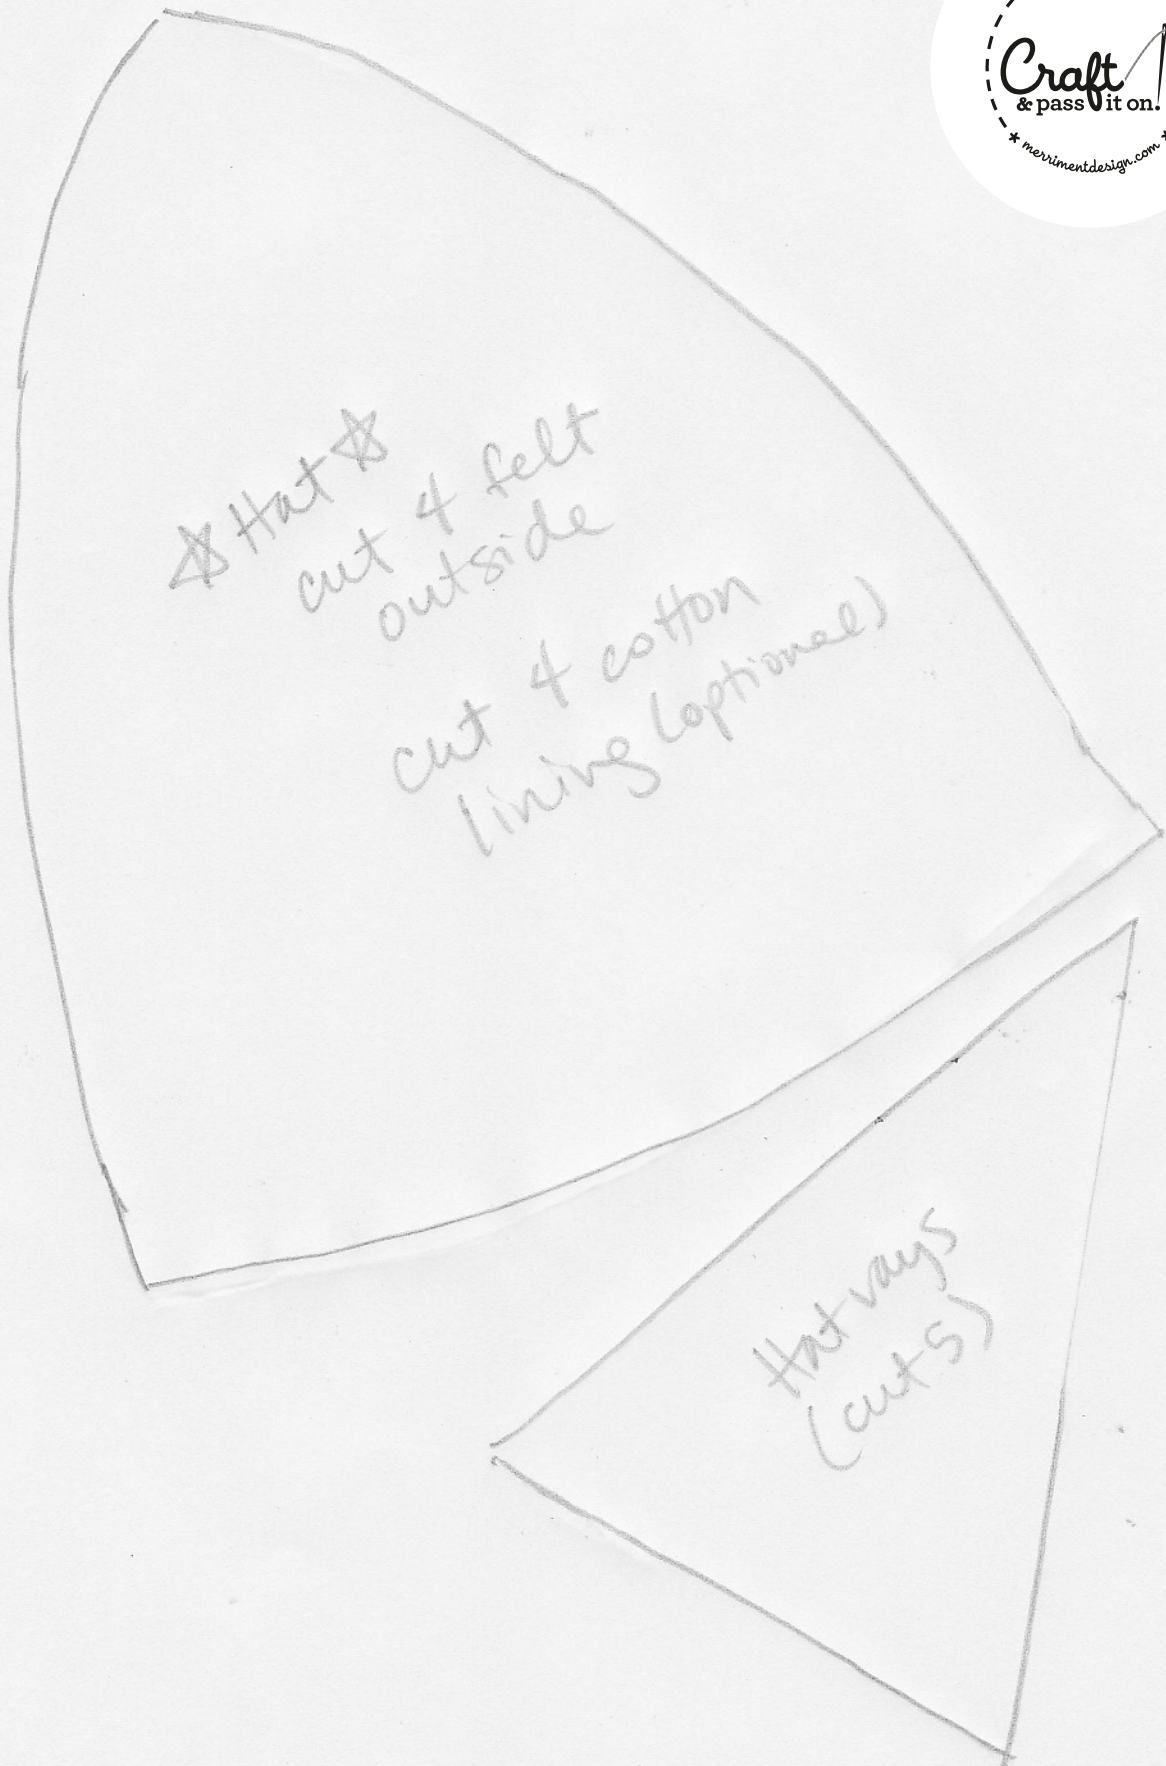 Craft
& pass it on!
merrimentdesign.com
☆ Hat ☆
cut 4 felt
outside
cut 4 cotton
lining (optional)
Hat rays
(cut 5)